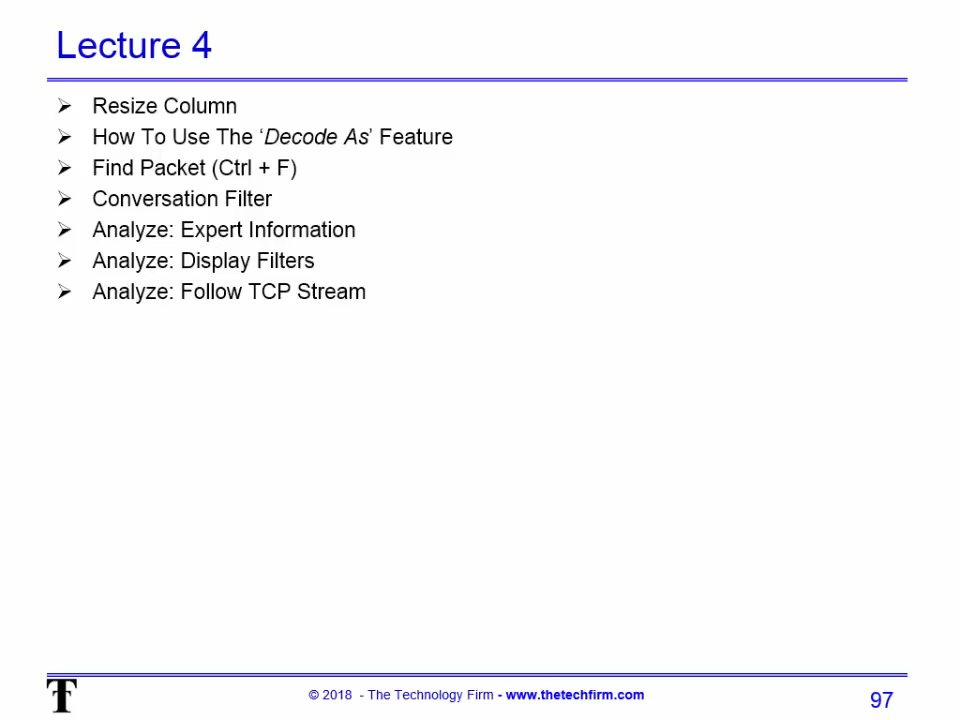 Lecture 4
Resize Column
How To Use The ‘Decode As’ Feature
Find Packet (Ctrl + F)
Conversation Filter
Analyze: Expert Information
Analyze: Display Filters
Analyze: Follow TCP Stream
© 2018 - The Technology Firm - www.thetechfirm.com
97